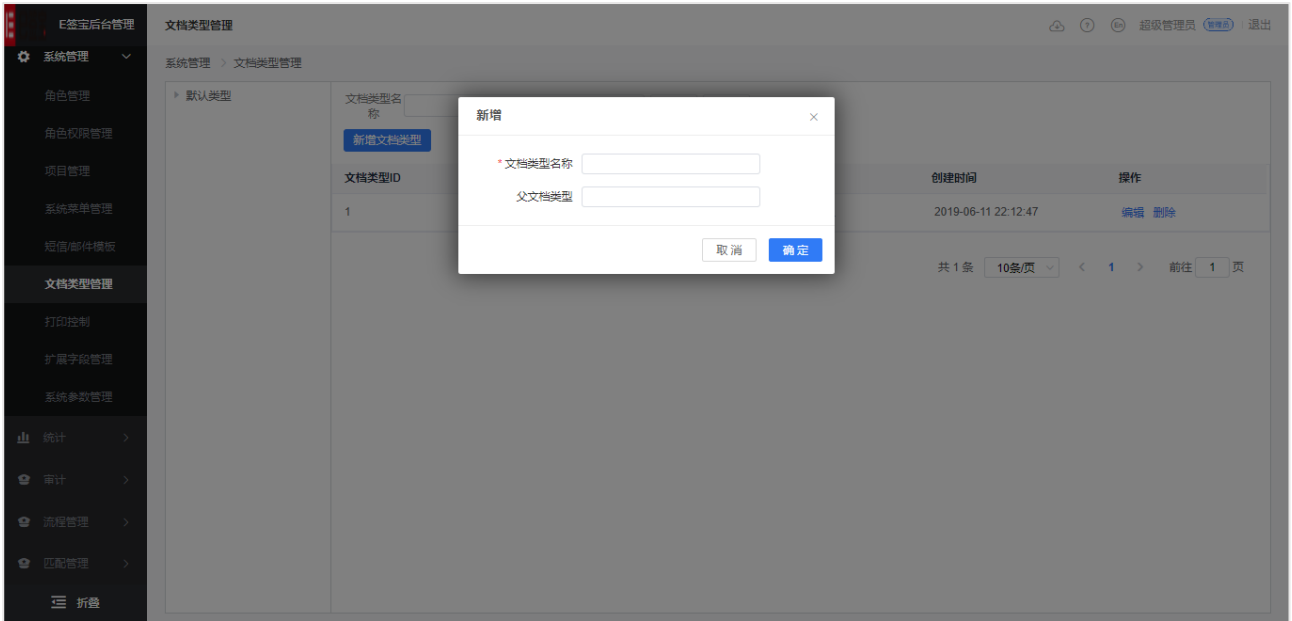 E签宝后台管理
文档类型管理
En 超级管理员 管理员 退出
系统管理
系统管理 > 文档类型管理
角色管理
角色权限管理
项目管理
系统菜单管理
短信/邮件模板
文档类型管理
打印控制
扩展字段管理
系统参数管理
统计
审计
流程管理
匹配管理
折叠
默认类型
文档类型名
称
新增文档类型
文档类型ID 创建时间 操作
1 2019-06-11 22:12:47 编辑 删除
共 1 条 10条/页 < 1 > 前往 1 页
新增 ×
* 文档类型名称
父文档类型
取消 确定